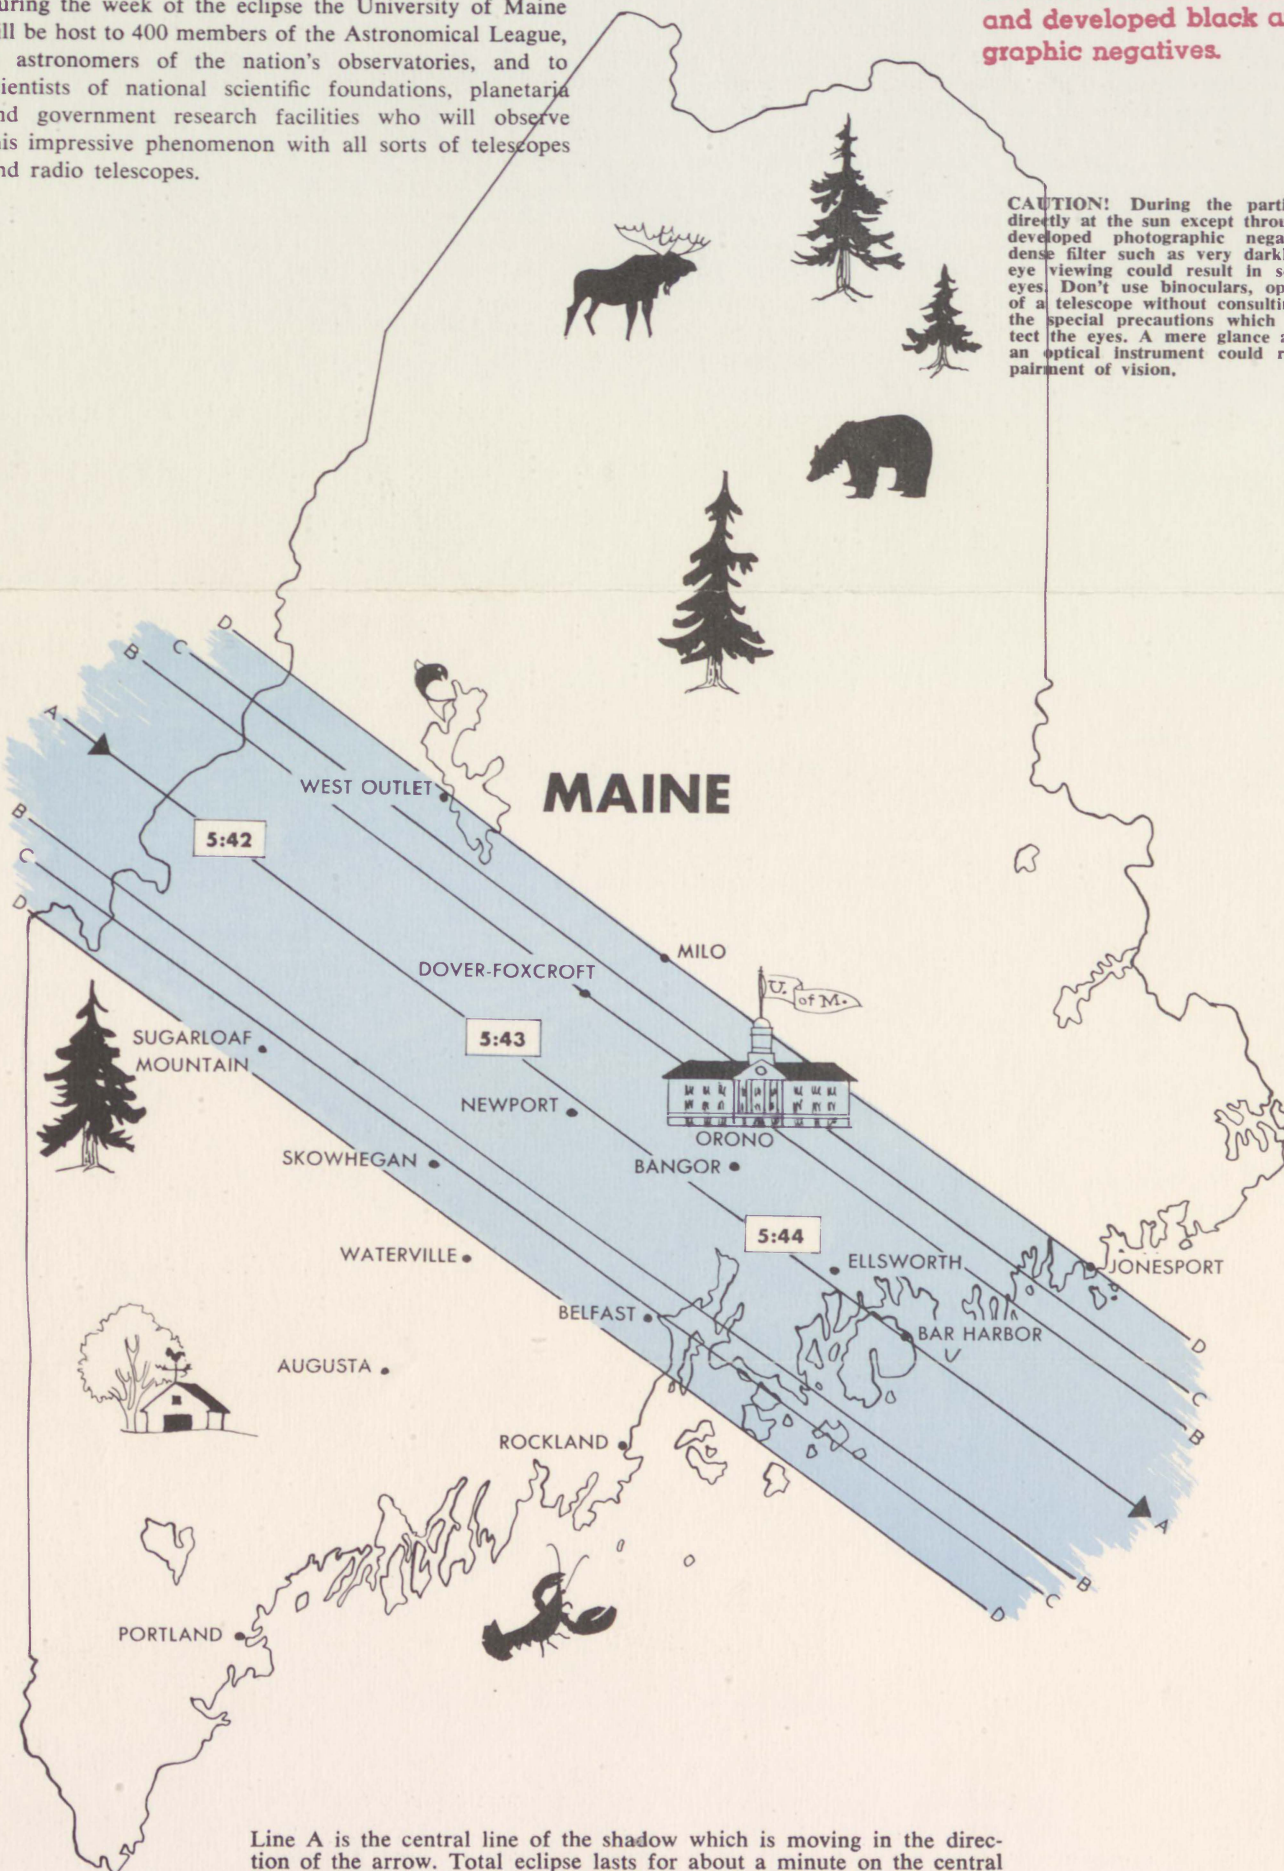 uring the week of the eclipse the University of Maine
ll be host to 400 members of the Astronomical League,
astronomers of the nation's observatories, and to
ientists of national scientific foundations, planetaria
nd government research facilities who will observe
is impressive phenomenon with all sorts of telescopes
nd radio telescopes.
and developed black a
graphic negatives.
CAUTION! During the parti
directly at the sun except throu
developed photographic nega
dense filter such as very darkl
eye viewing could result in s
eyes. Don't use binoculars, op
of a telescope without consulti
the special precautions which
tect the eyes. A mere glance a
an optical instrument could r
pairment of vision.
D
C
B
A
WEST OUTLET
MAINE
B
5:42
C
D
MILO
DOVER-FOXCROFT
U. of M.
SUGARLOAF
MOUNTAIN
5:43
NEWPORT
ORONO
SKOWHEGAN
BANGOR
5:44
WATERVILLE
ELLSWORTH
JONESPORT
BELFAST
BAR HARBOR
D
AUGUSTA
C
B
ROCKLAND
A
B
C
D
PORTLAND
Line A is the central line of the shadow which is moving in the direc-
tion of the arrow. Total eclipse lasts for about a minute on the central